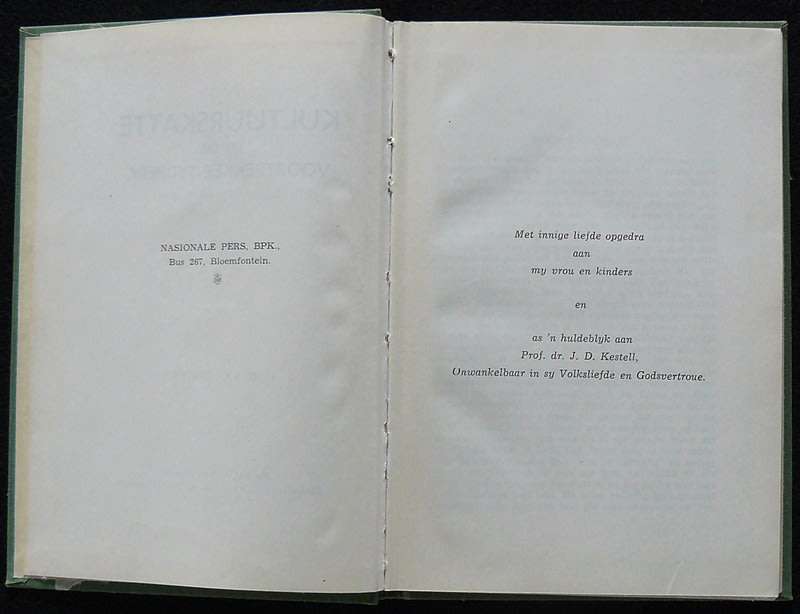 NASIONALE PERS, BPK.,
Bus 267, Bloemfontein.
Met innige liefde opgedra
aan
my vrou en kinders
en
as 'n huldeblyk aan
Prof. dr. J. D. Kestell,
Onwankelbaar in sy Volksliefde en Godsvertroue.